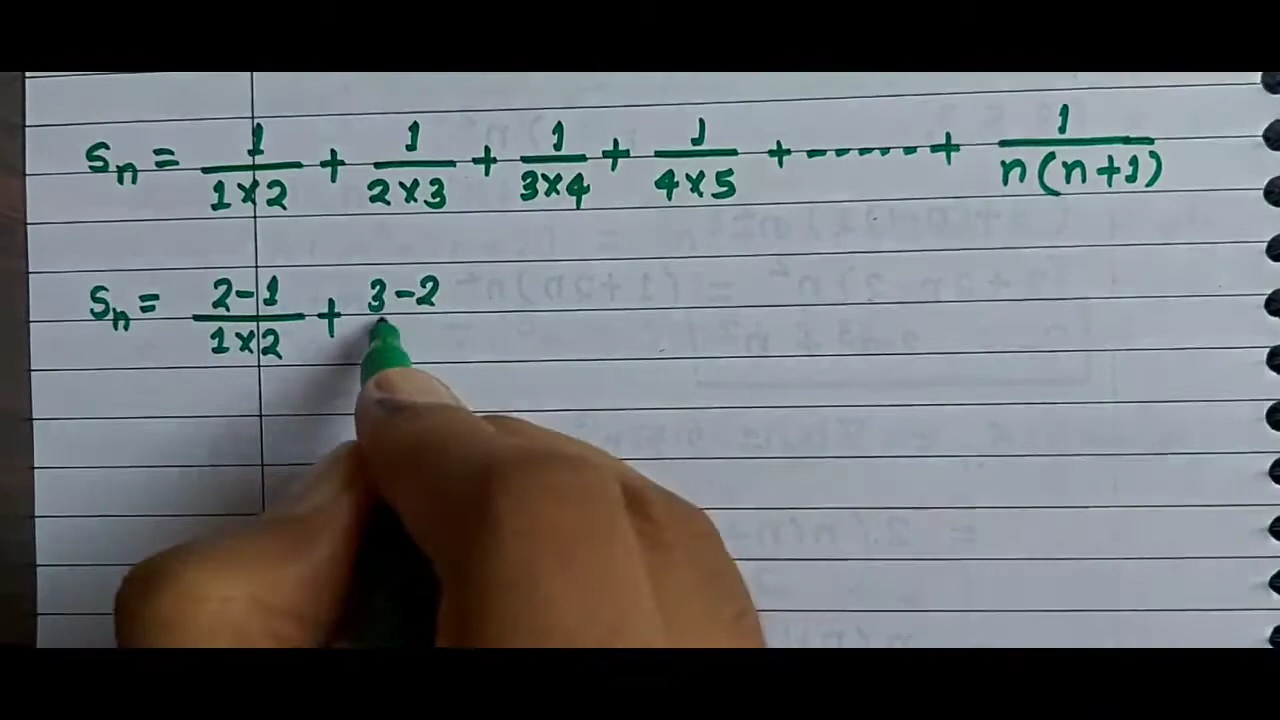 Sn = 1/(1×2) + 1/(2×3) + 1/(3×4) + 1/(4×5) + ------- + 1/(n(n+1))
Sn = (2-1)/(1×2) + 3-2